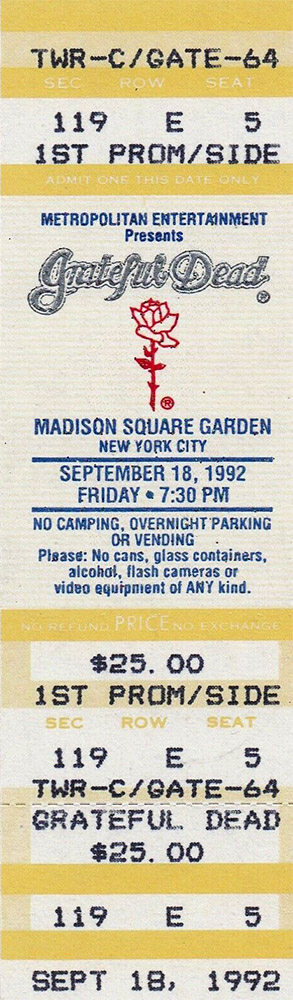 TWR-C/GATE-64
SEC ROW SEAT
119 E 5
1ST PROM/SIDE
ADMIT ONE THIS DATE ONLY
METROPOLITAN ENTERTAINMENT
Presents
Grateful Dead®
®
MADISON SQUARE GARDEN
NEW YORK CITY
SEPTEMBER 18, 1992
FRIDAY • 7:30 PM
NO CAMPING, OVERNIGHT PARKING
OR VENDING
Please: No cans, glass containers,
alcohol, flash cameras or
video equipment of ANY kind.
NO REFUND PRICE NO EXCHANGE
$25.00
1ST PROM/SIDE
SEC ROW SEAT
119 E 5
TWR-C/GATE-64
GRATEFUL DEAD
$25.00
119 E 5
SEPT 18, 1992